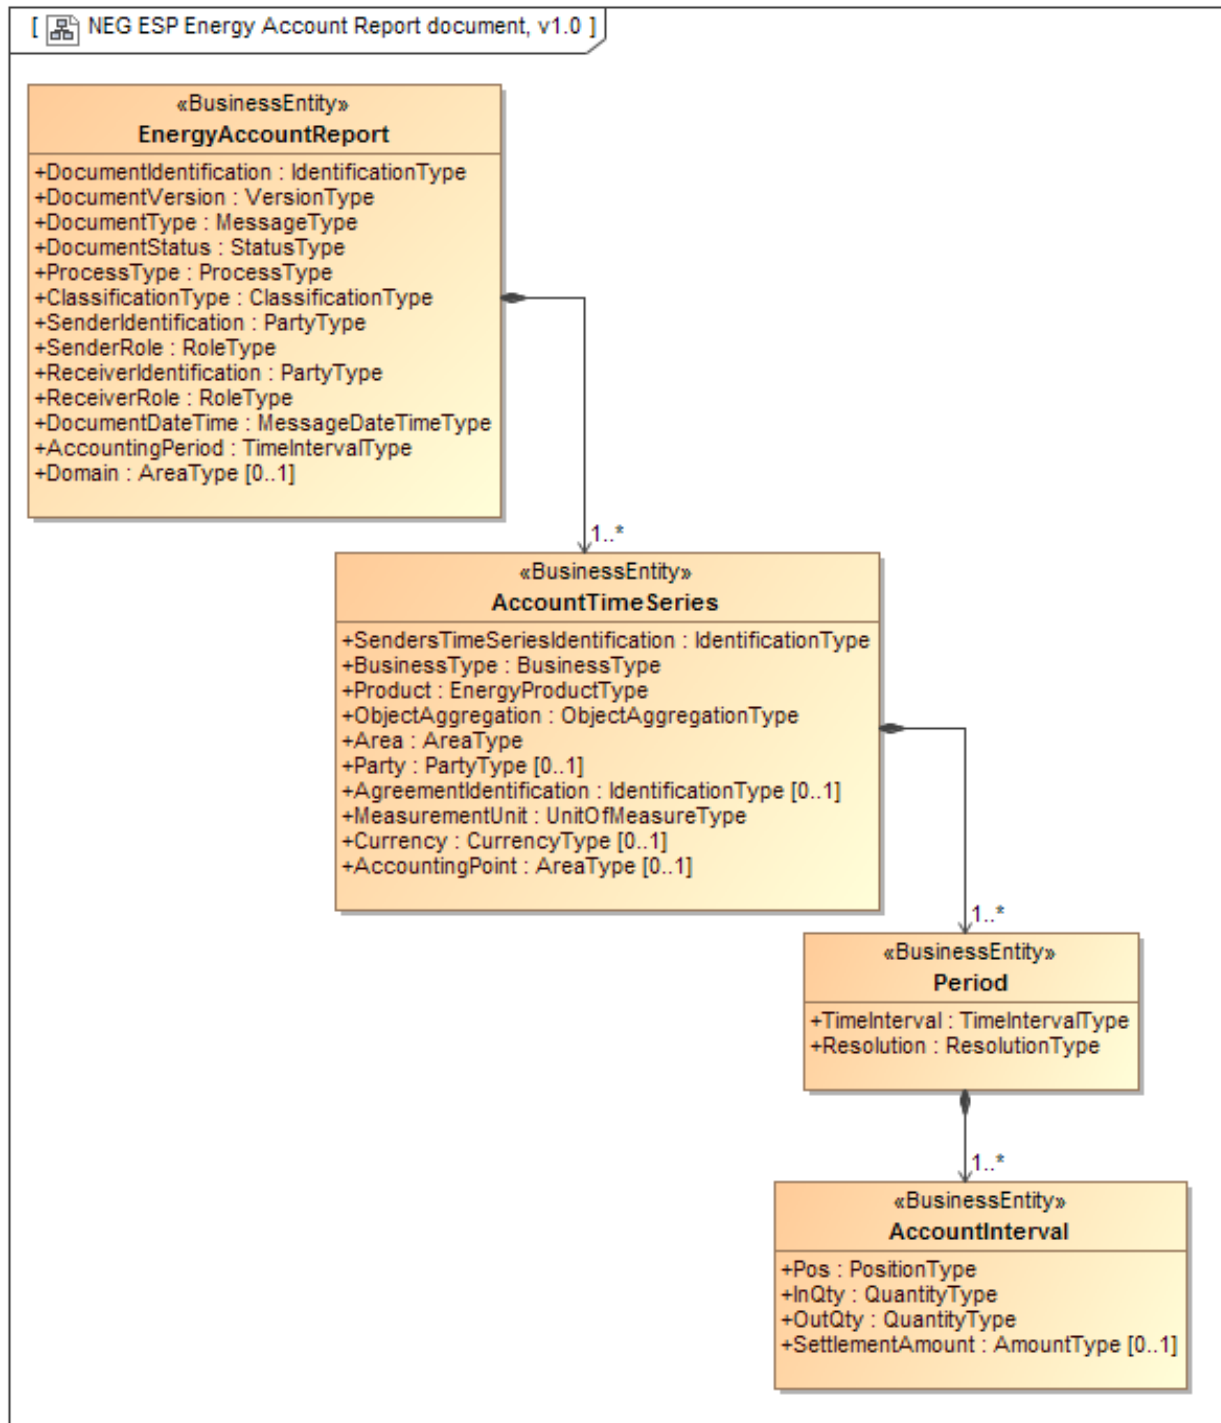 [ NEG ESP Energy Account Report document, v1.0 ]
«BusinessEntity»
EnergyAccountReport
+DocumentIdentification : IdentificationType
+DocumentVersion : VersionType
+DocumentType : MessageType
+DocumentStatus : StatusType
+ProcessType : ProcessType
+ClassificationType : ClassificationType
+SenderIdentification : PartyType
+SenderRole : RoleType
+ReceiverIdentification : PartyType
+ReceiverRole : RoleType
+DocumentDateTime : MessageDateTimeType
+AccountingPeriod : TimeIntervalType
+Domain : AreaType [0..1]
1..*
«BusinessEntity»
AccountTimeSeries
+SendersTimeSeriesIdentification : IdentificationType
+BusinessType : BusinessType
+Product : EnergyProductType
+ObjectAggregation : ObjectAggregationType
+Area : AreaType
+Party : PartyType [0..1]
+AgreementIdentification : IdentificationType [0..1]
+MeasurementUnit : UnitOfMeasureType
+Currency : CurrencyType [0..1]
+AccountingPoint : AreaType [0..1]
1..*
«BusinessEntity»
Period
+TimeInterval : TimeIntervalType
+Resolution : ResolutionType
1..*
«BusinessEntity»
AccountInterval
+Pos : PositionType
+InQty : QuantityType
+OutQty : QuantityType
+SettlementAmount : AmountType [0..1]